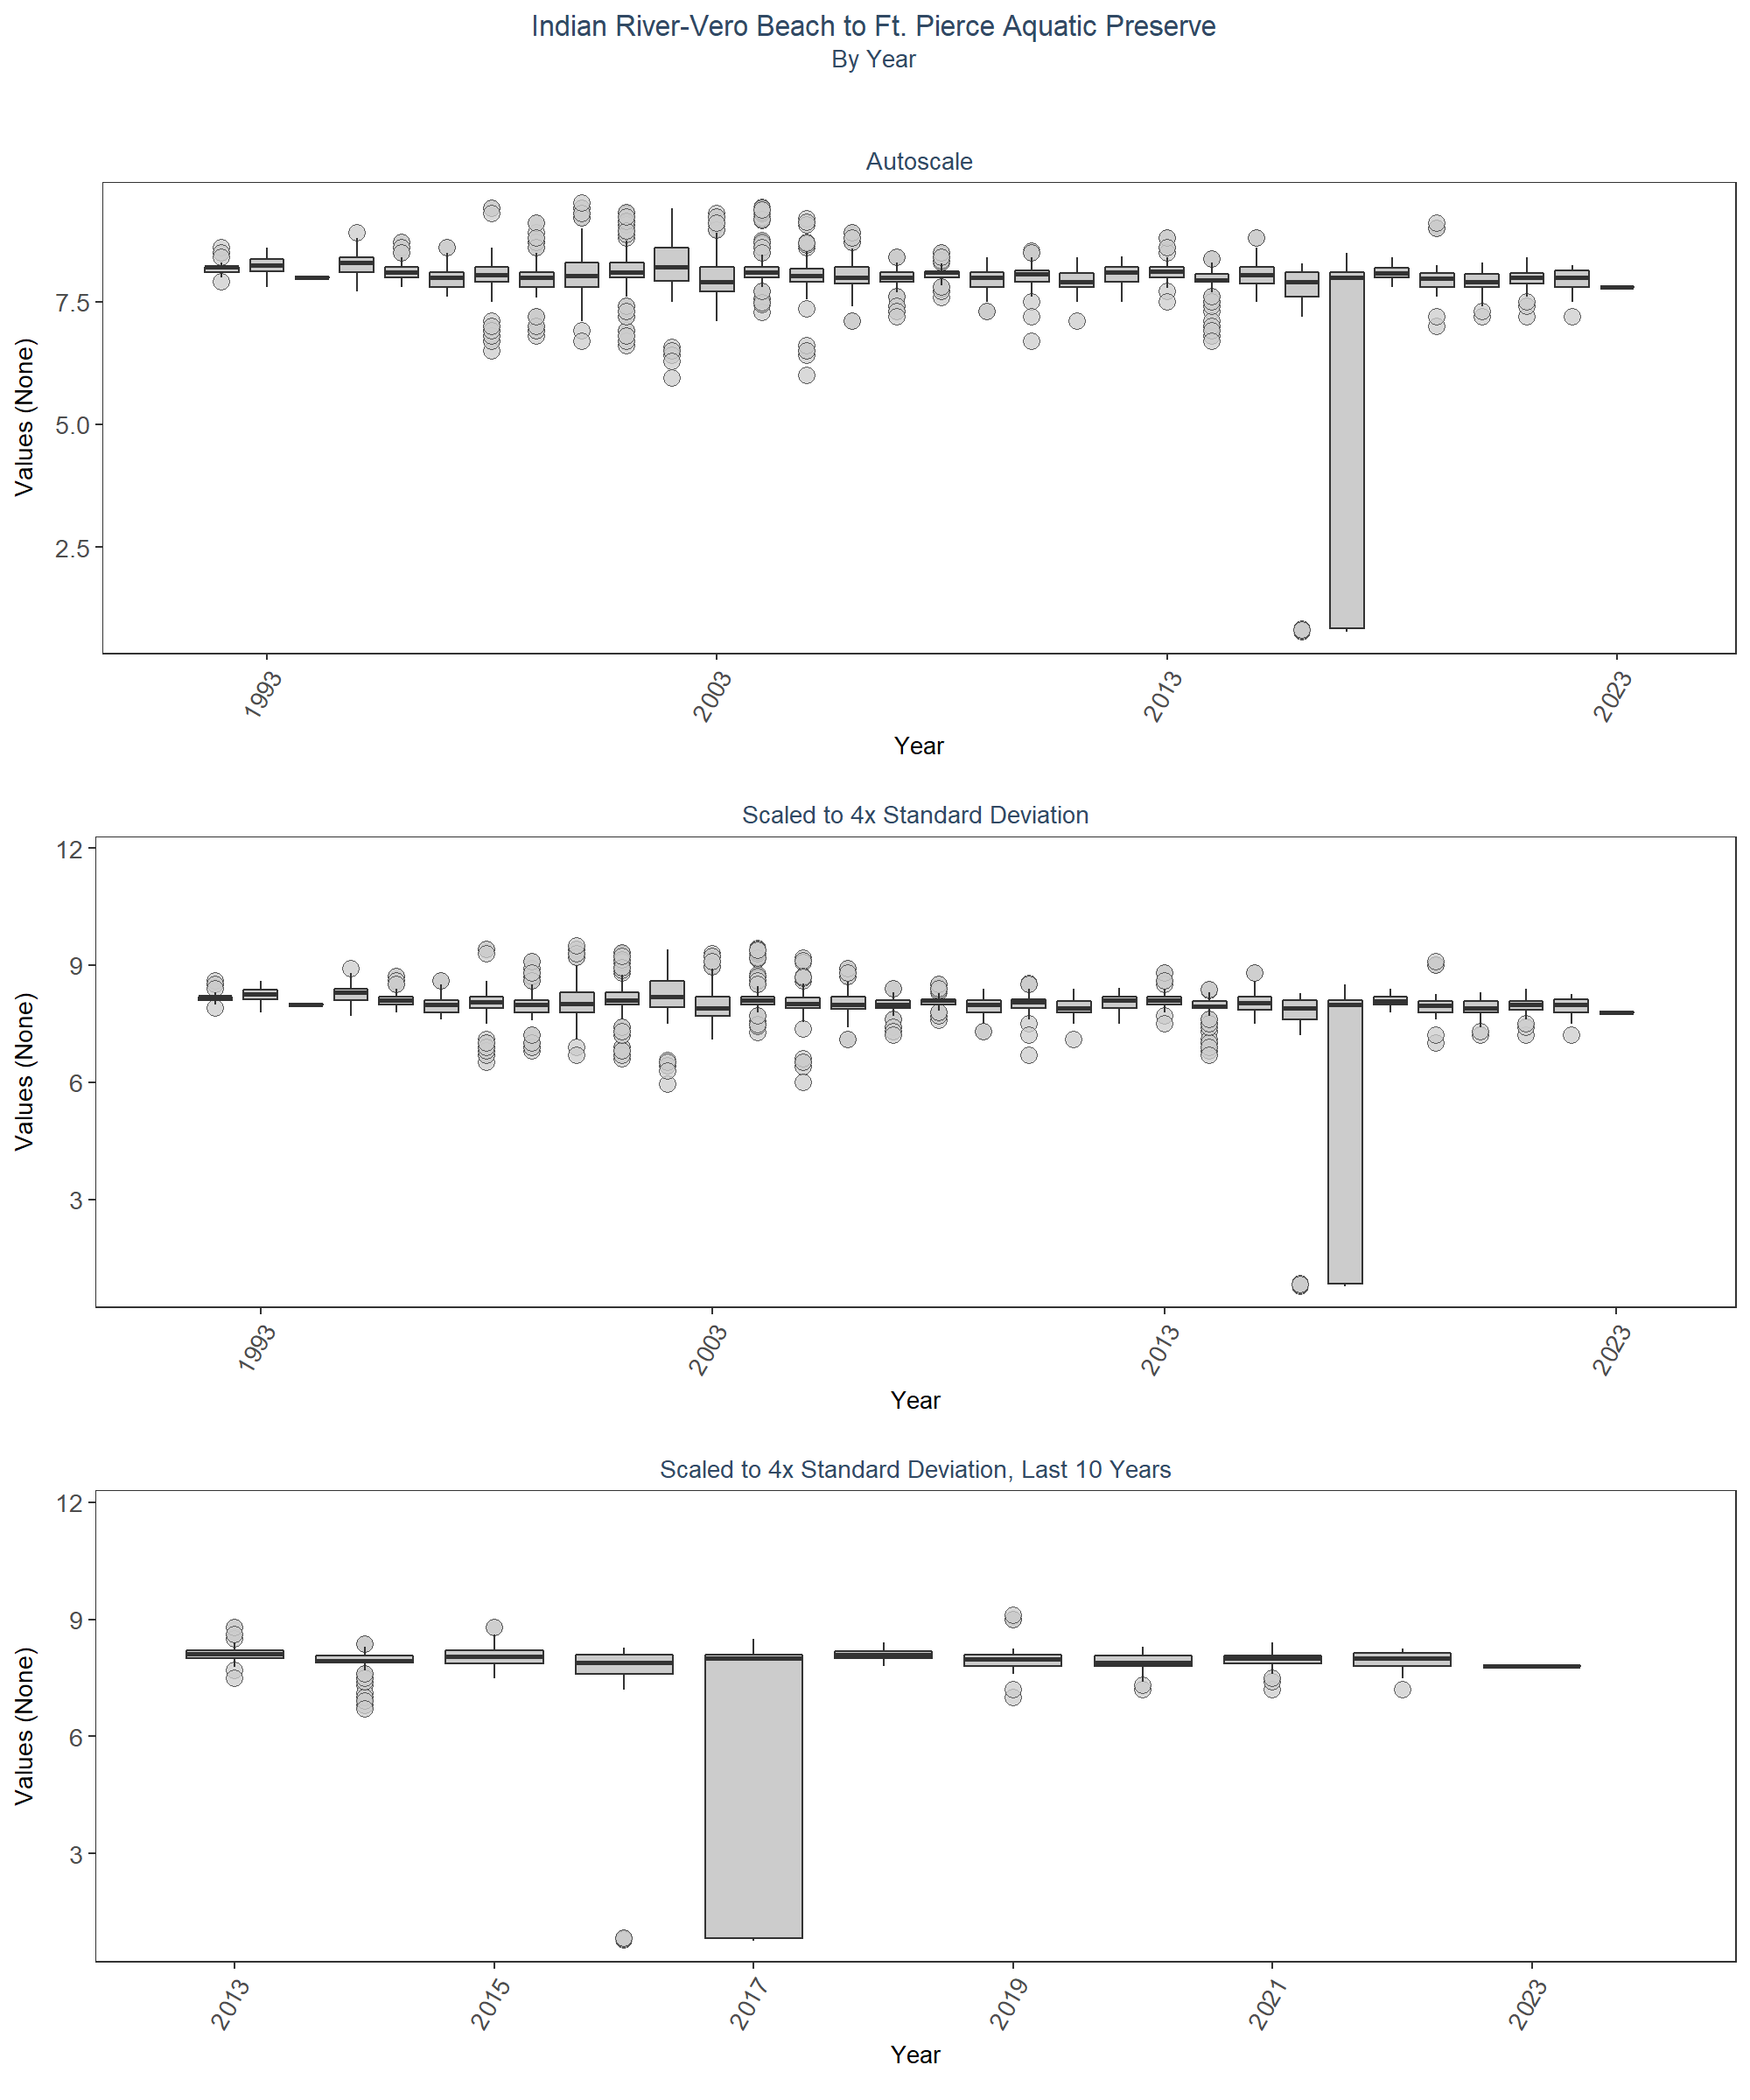 Indian River-Vero Beach to Ft. Pierce Aquatic Preserve
By Year
Autoscale
Values (None)
7.5
5.0
2.5
1993
2003
2013
2023
Year
Scaled to 4x Standard Deviation
Values (None)
12
9
6
3
1993
2003
2013
2023
Year
Scaled to 4x Standard Deviation, Last 10 Years
Values (None)
12
9
6
3
2013
2015
2017
2019
2021
2023
Year